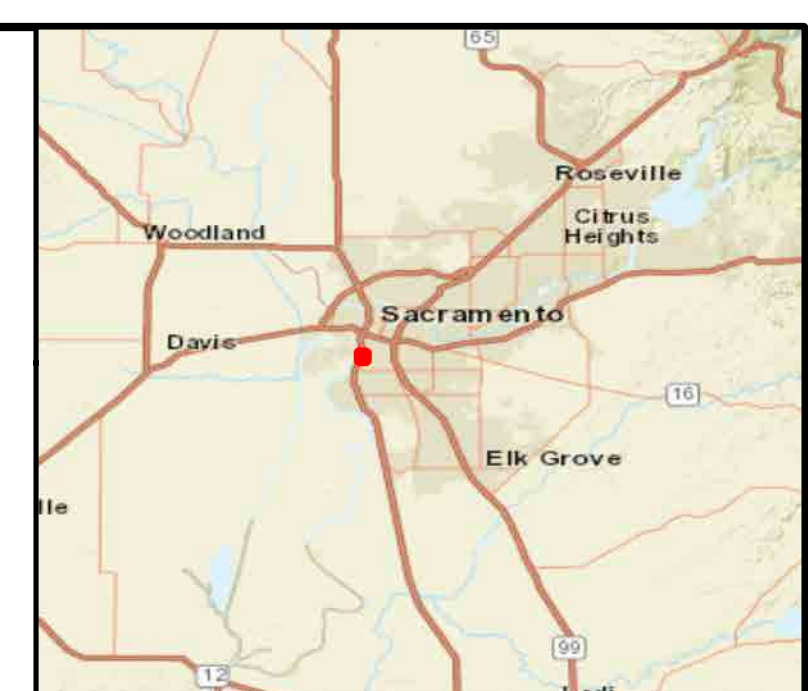 65
Roseville
Citrus
Heights
Woodland
Sacramento
Davis
16
Elk Grove
lle
99
12